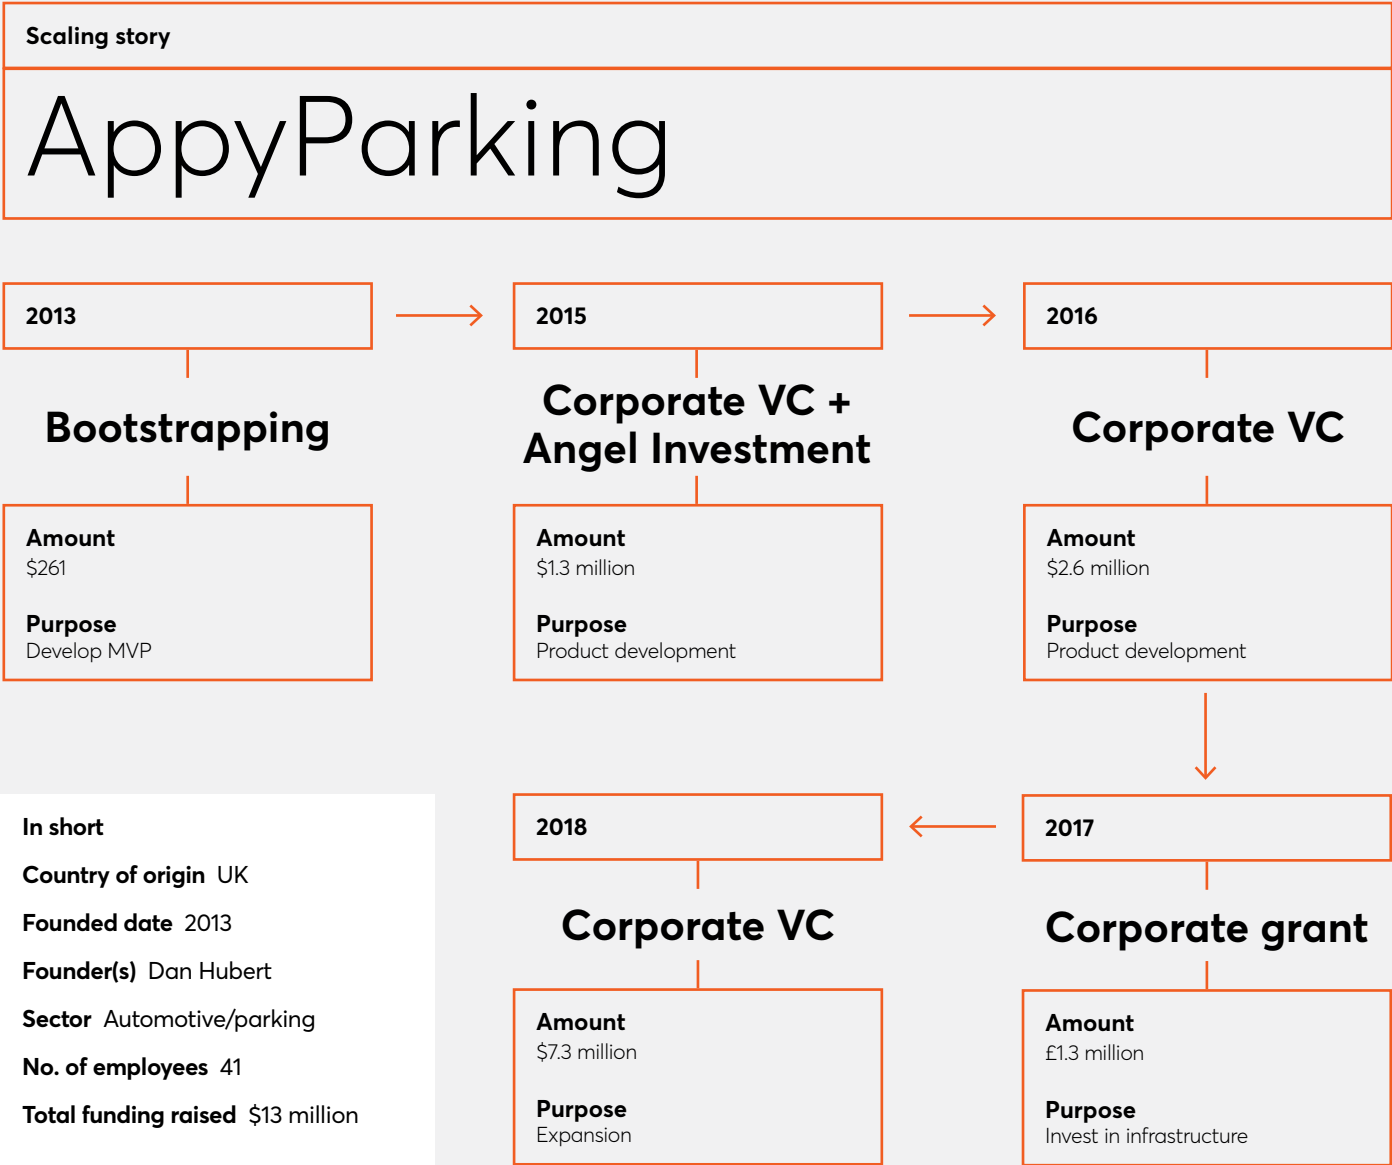 Scaling story
AppyParking
2013
Bootstrapping
Amount
$261
Purpose
Develop MVP
2015
Corporate VC +
Angel Investment
Amount
$1.3 million
Purpose
Product development
2016
Corporate VC
Amount
$2.6 million
Purpose
Product development
2017
Corporate grant
Amount
£1.3 million
Purpose
Invest in infrastructure
2018
Corporate VC
Amount
$7.3 million
Purpose
Expansion
In short
Country of origin UK
Founded date 2013
Founder(s) Dan Hubert
Sector Automotive/parking
No. of employees 41
Total funding raised $13 million